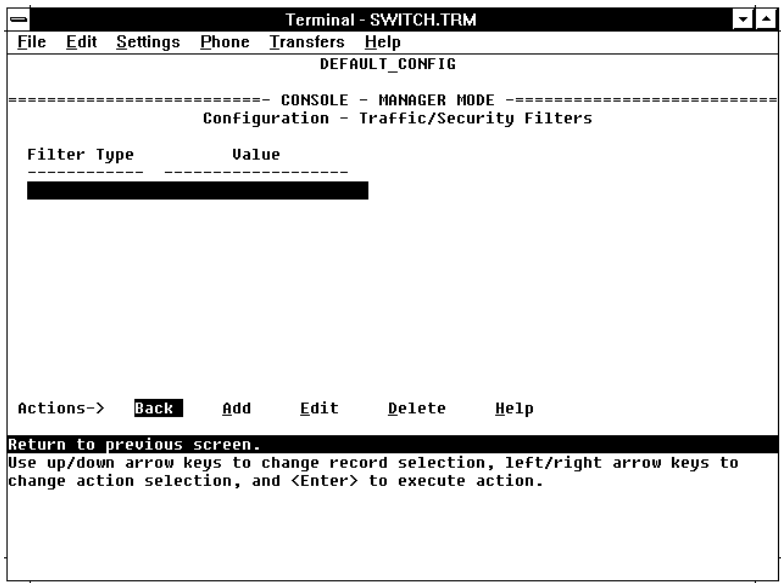 Terminal - SWITCH.TRM
File Edit Settings Phone Transfers Help
DEFAULT_CONFIG
==========================- CONSOLE - MANAGER MODE -===========================
Configuration - Traffic/Security Filters
Filter Type Value
------------ -------------------
Actions-> Back Add Edit Delete Help
Return to previous screen.
Use up/down arrow keys to change record selection, left/right arrow keys to
change action selection, and <Enter> to execute action.